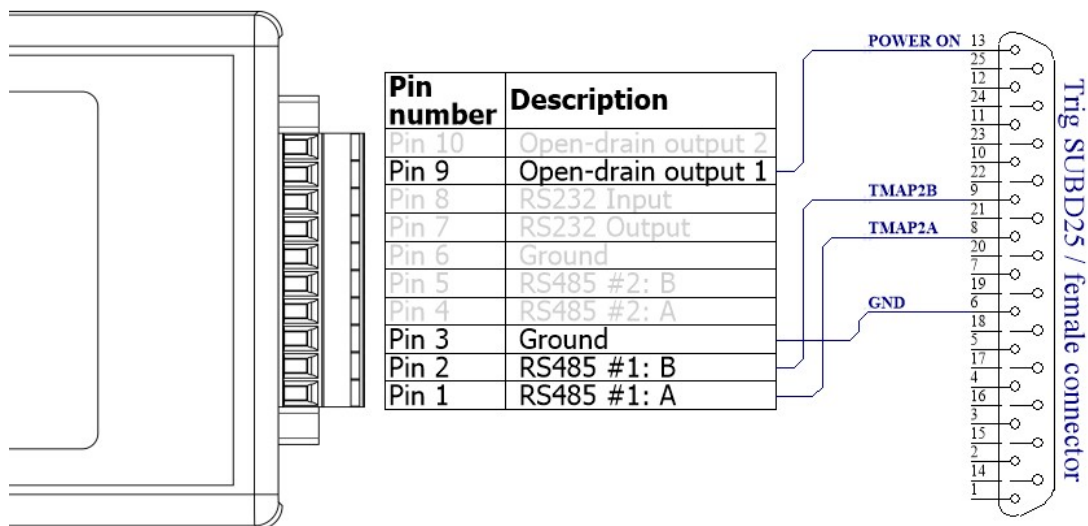 Pin number Description
Pin 10 Open-drain output 2
Pin 9 Open-drain output 1
Pin 8 RS232 Input
Pin 7 RS232 Output
Pin 6 Ground
Pin 5 RS485 #2: B
Pin 4 RS485 #2: A
Pin 3 Ground
Pin 2 RS485 #1: B
Pin 1 RS485 #1: A
POWER ON 13
25
12
24
11
23
10
22
TMAP2B 9
21
TMAP2A 8
20
7
19
GND 6
18
5
17
4
16
3
15
2
14
1
Trig SUBD25 / female connector